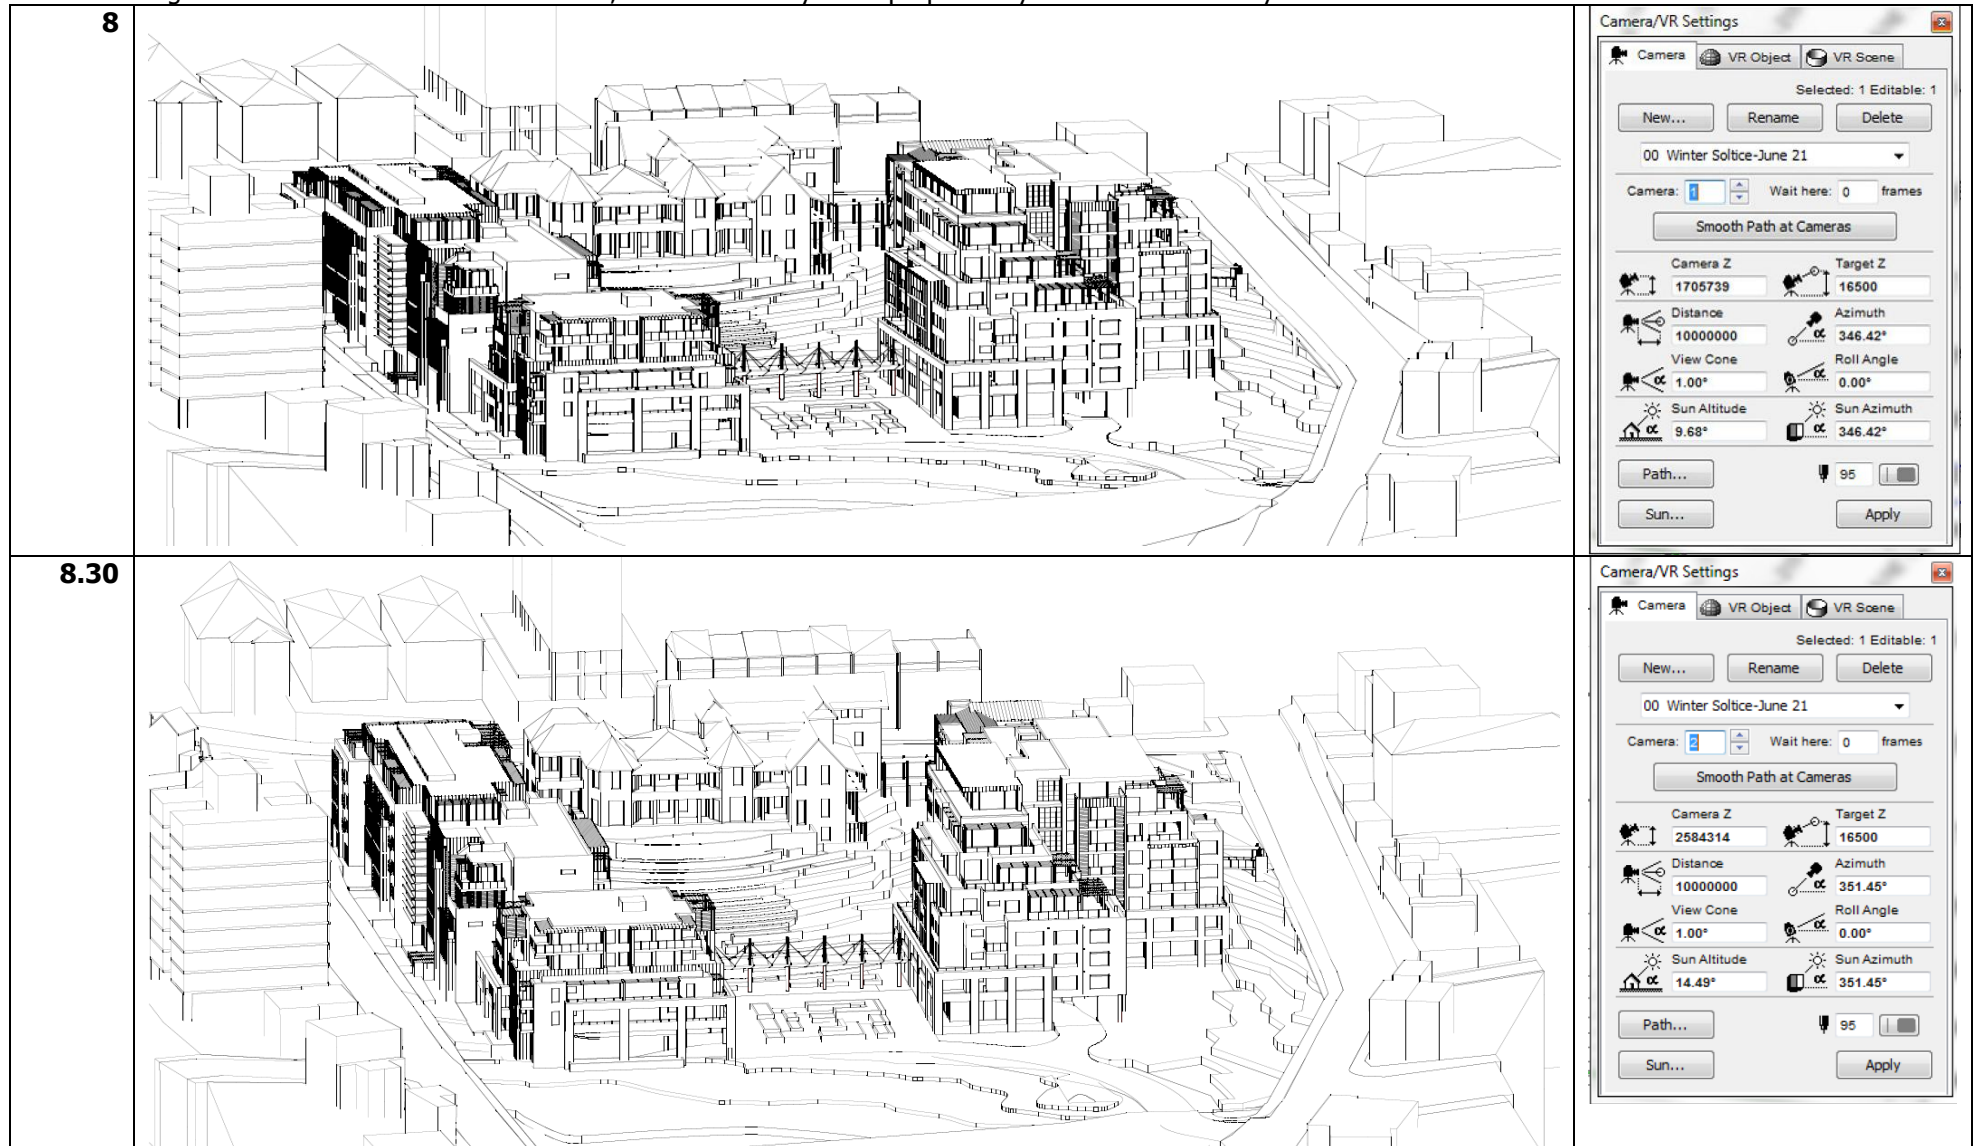 8
Camera/VR Settings
Camera VR Object VR Scene
Selected: 1 Editable: 1
New... Rename Delete
00 Winter Soltice-June 21
Camera: 1 Wait here: 0 frames
Smooth Path at Cameras
Camera Z Target Z
1705739 16500
Distance Azimuth
10000000 346.42°
View Cone Roll Angle
1.00° 0.00°
Sun Altitude Sun Azimuth
9.68° 346.42°
Path... 95
Sun... Apply
8.30
Camera/VR Settings
Camera VR Object VR Scene
Selected: 1 Editable: 1
New... Rename Delete
00 Winter Soltice-June 21
Camera: 2 Wait here: 0 frames
Smooth Path at Cameras
Camera Z Target Z
2584314 16500
Distance Azimuth
10000000 351.45°
View Cone Roll Angle
1.00° 0.00°
Sun Altitude Sun Azimuth
14.49° 351.45°
Path... 95
Sun... Apply